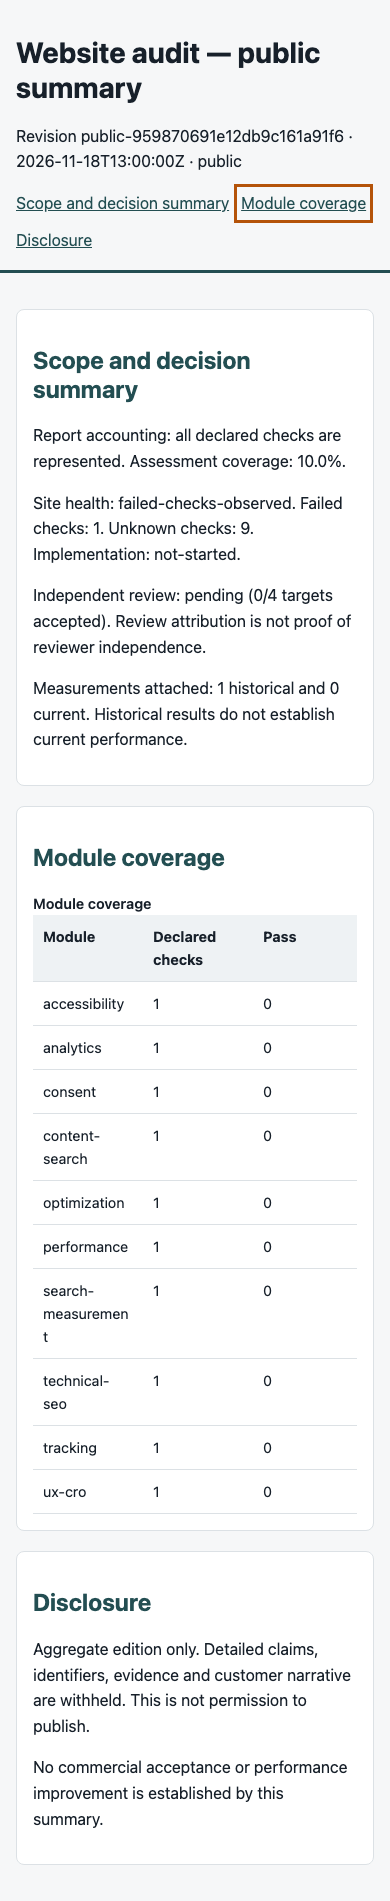 Website audit — public
summary
Revision public-959870691e12db9c161a91f6 ·
2026-11-18T13:00:00Z · public
Scope and decision summary Module coverage
Disclosure
Scope and decision
summary
Report accounting: all declared checks are
represented. Assessment coverage: 10.0%.
Site health: failed-checks-observed. Failed
checks: 1. Unknown checks: 9.
Implementation: not-started.
Independent review: pending (0/4 targets
accepted). Review attribution is not proof of
reviewer independence.
Measurements attached: 1 historical and 0
current. Historical results do not establish
current performance.
Module coverage
Module coverage
Module Declared Pass
checks
accessibility 1 0
analytics 1 0
consent 1 0
content- 1 0
search
optimization 1 0
performance 1 0
search- 1 0
measuremen
t
technical- 1 0
seo
tracking 1 0
ux-cro 1 0
Disclosure
Aggregate edition only. Detailed claims,
identifiers, evidence and customer narrative
are withheld. This is not permission to
publish.
No commercial acceptance or performance
improvement is established by this
summary.